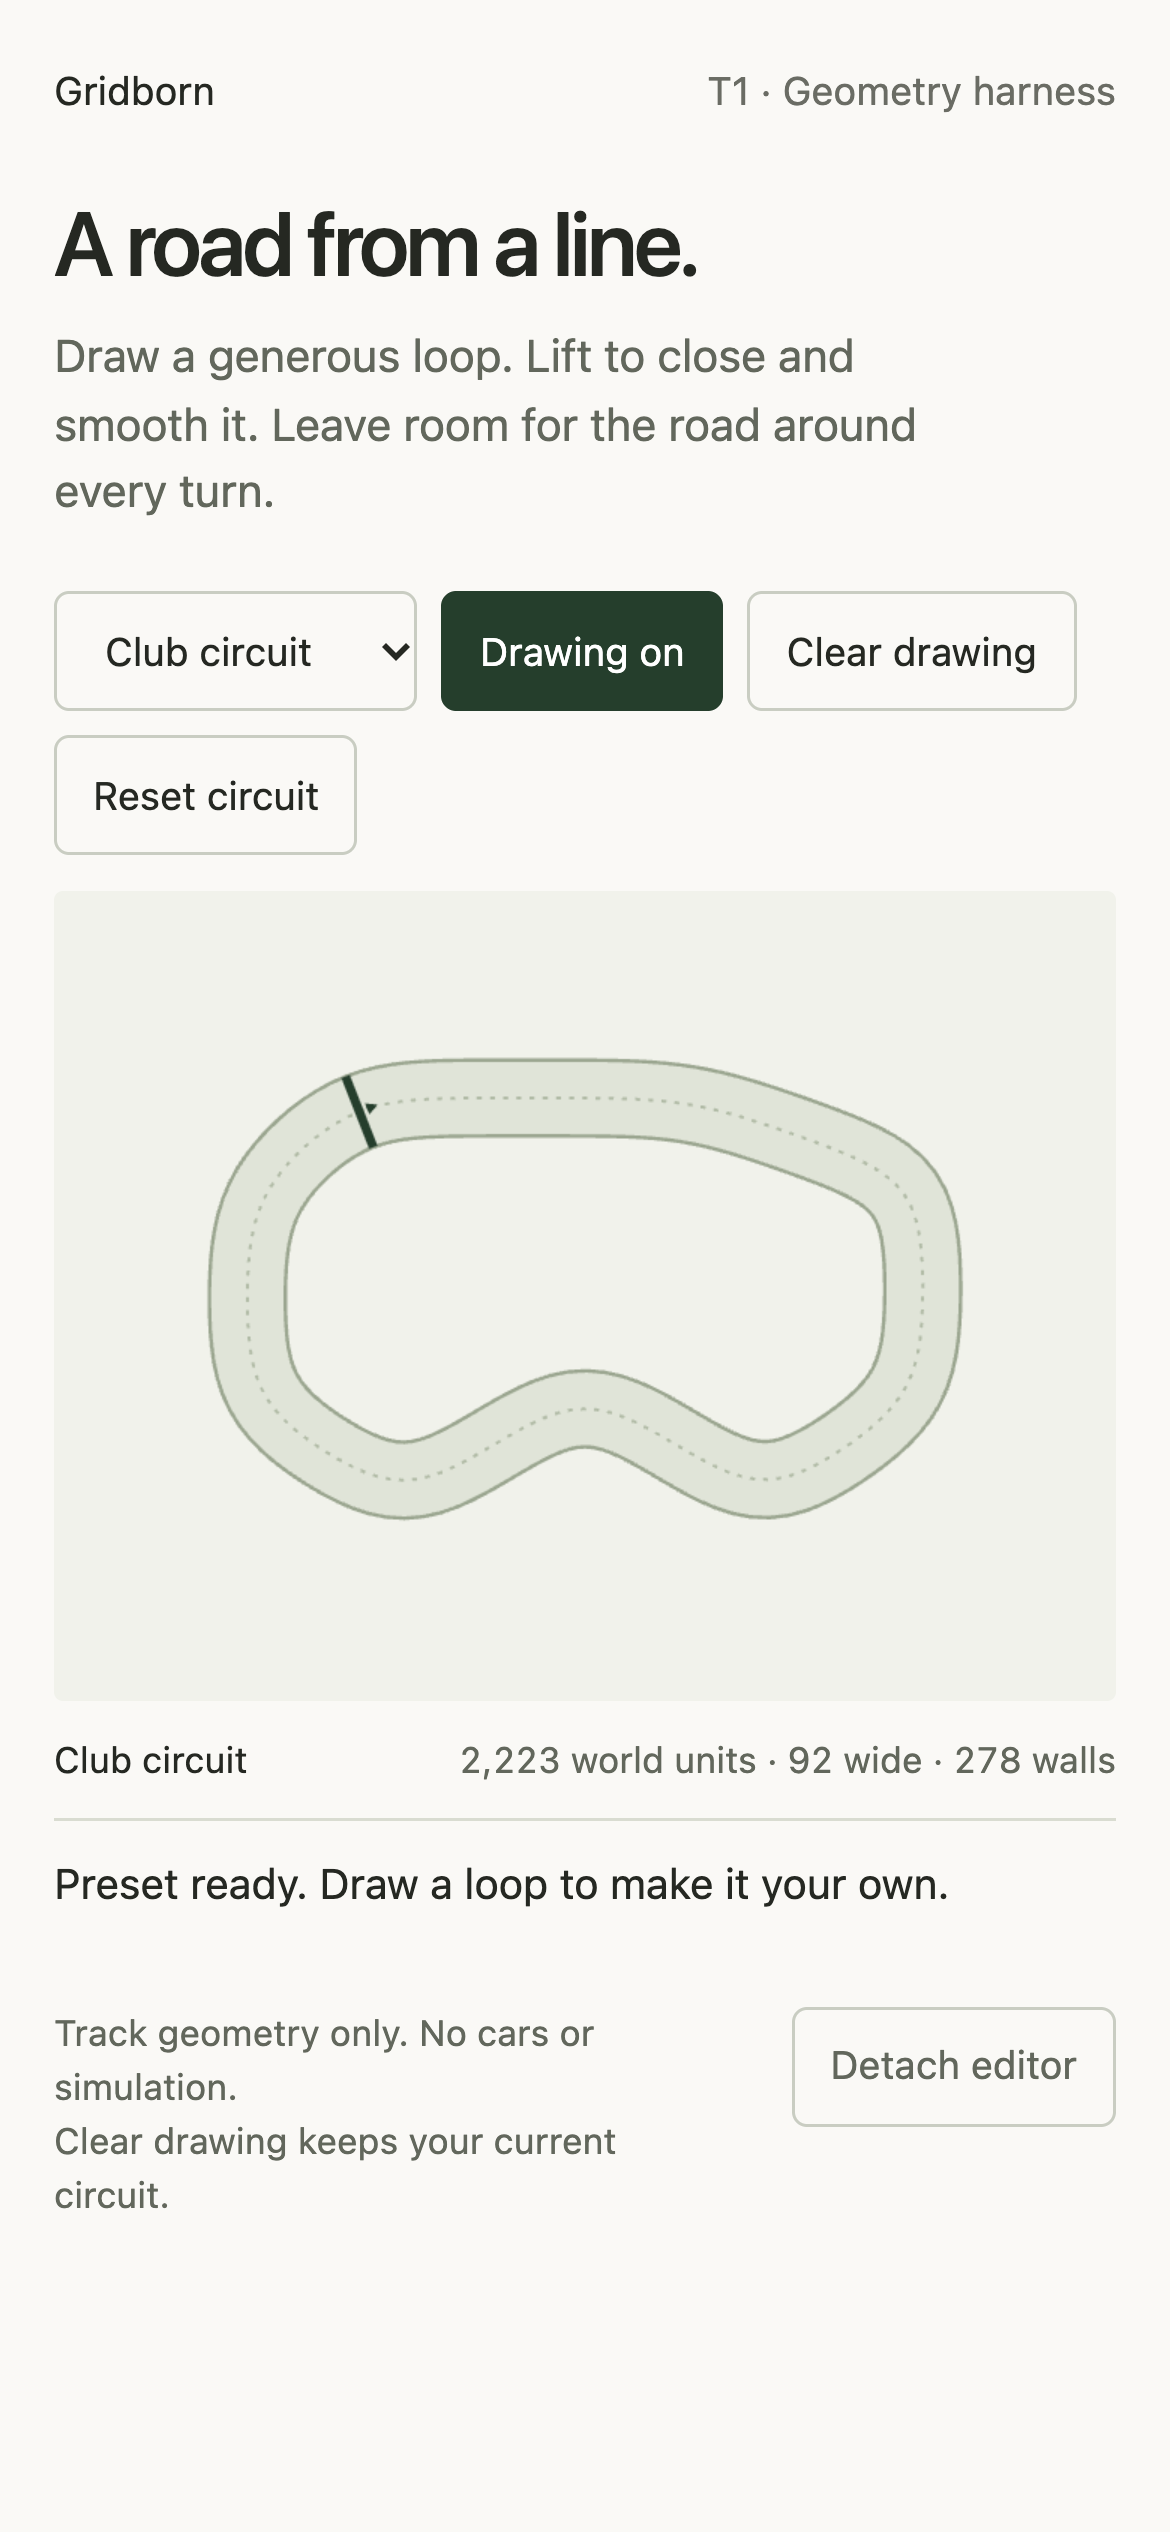 Gridborn
T1 · Geometry harness
A road from a line.
Draw a generous loop. Lift to close and
smooth it. Leave room for the road around
every turn.
Club circuit
Drawing on
Clear drawing
Reset circuit
Club circuit
2,223 world units · 92 wide · 278 walls
Preset ready. Draw a loop to make it your own.
Track geometry only. No cars or
simulation.
Clear drawing keeps your current
circuit.
Detach editor